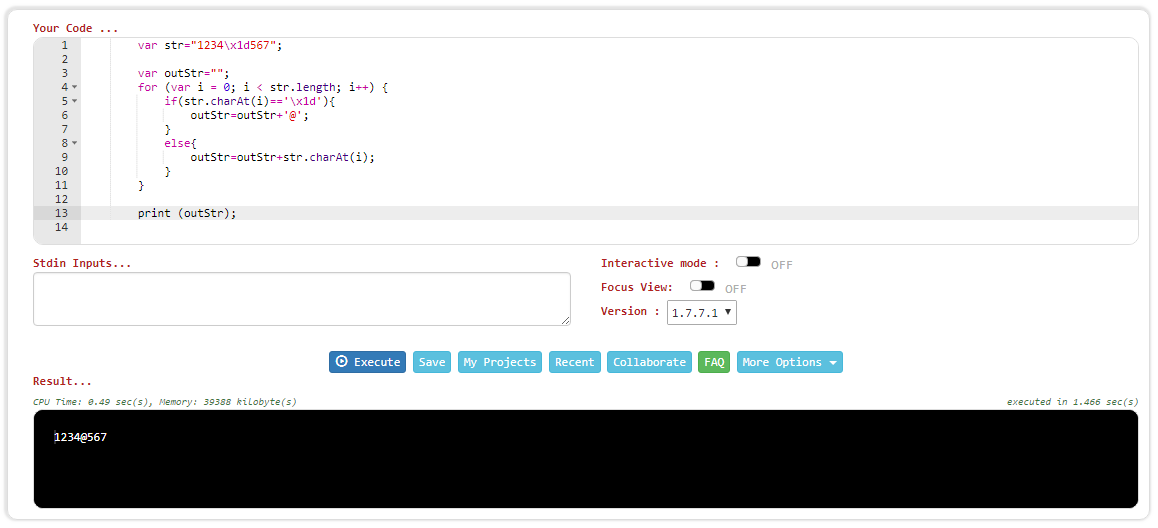 Your Code ...
1 var str="1234\x1d567";
2
3 var outStr="";
4 for (var i = 0; i < str.length; i++) {
5 if(str.charAt(i)=='\x1d'){
6 outStr=outStr+'@';
7 }
8 else{
9 outStr=outStr+str.charAt(i);
10 }
11 }
12
13 print (outStr);
14
Stdin Inputs...
Interactive mode : OFF
Focus View: OFF
Version : 1.7.7.1
Execute Save My Projects Recent Collaborate FAQ More Options
Result...
CPU Time: 0.49 sec(s), Memory: 39388 kilobyte(s) executed in 1.466 sec(s)
1234@567